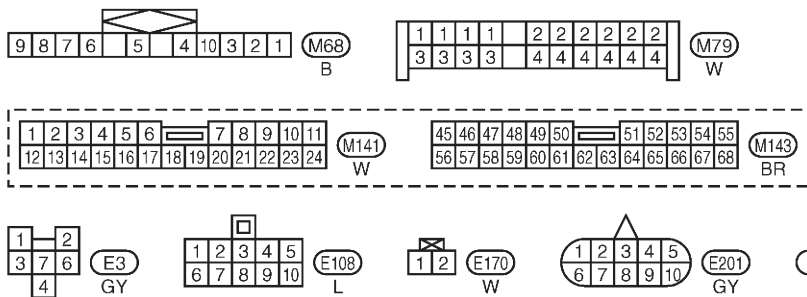 9 8 7 6 5 4 10 3 2 1 M68
B
1 1 1 1 2 2 2 2 2
3 3 3 3 4 4 4 4 4 4 M79
W
1 2 3 4 5 6 7 8 9 10 11
12 13 14 15 16 17 18 19 20 21 22 23 24 M141
W
45 46 47 48 49 50 51 52 53 54 55
56 57 58 59 60 61 62 63 64 65 66 67 68 M143
BR
1 2
3 7 6
4
E3
GY
1 2 3 4 5
6 7 8 9 10
E108
L
1 2 E170
W
1 2 3 4 5
6 7 8 9 10
E201
GY